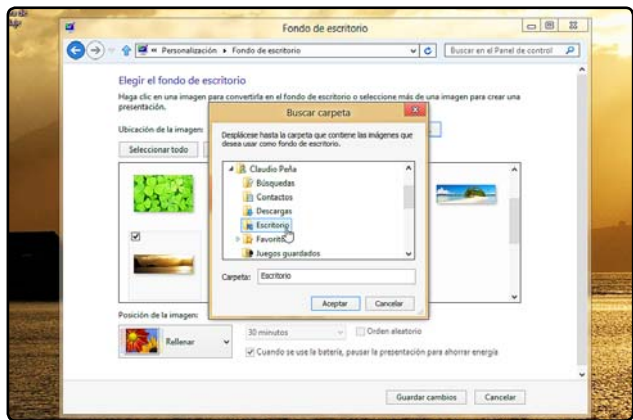 Fondo de escritorio
« Personalización ▸ Fondo de escritorio
Buscar en el Panel de control
Elegir el fondo de escritorio
Haga clic en una imagen para convertirla en el fondo de escritorio o seleccione más de una imagen para crear una
presentación.
Ubicación de la imagen:
Seleccionar todo
Buscar carpeta
Desplácese hasta la carpeta que contiene las imágenes que
desea usar como fondo de escritorio.
Claudio Peña
Búsquedas
Contactos
Descargas
Escritorio
Juegos guardados
Carpeta: Escritorio
Aceptar Cancelar
Posición de la imagen:
Rellenar
30 minutos
Orden aleatorio
Cuando se use la batería, pausar la presentación para ahorrar energía
Guardar cambios Cancelar